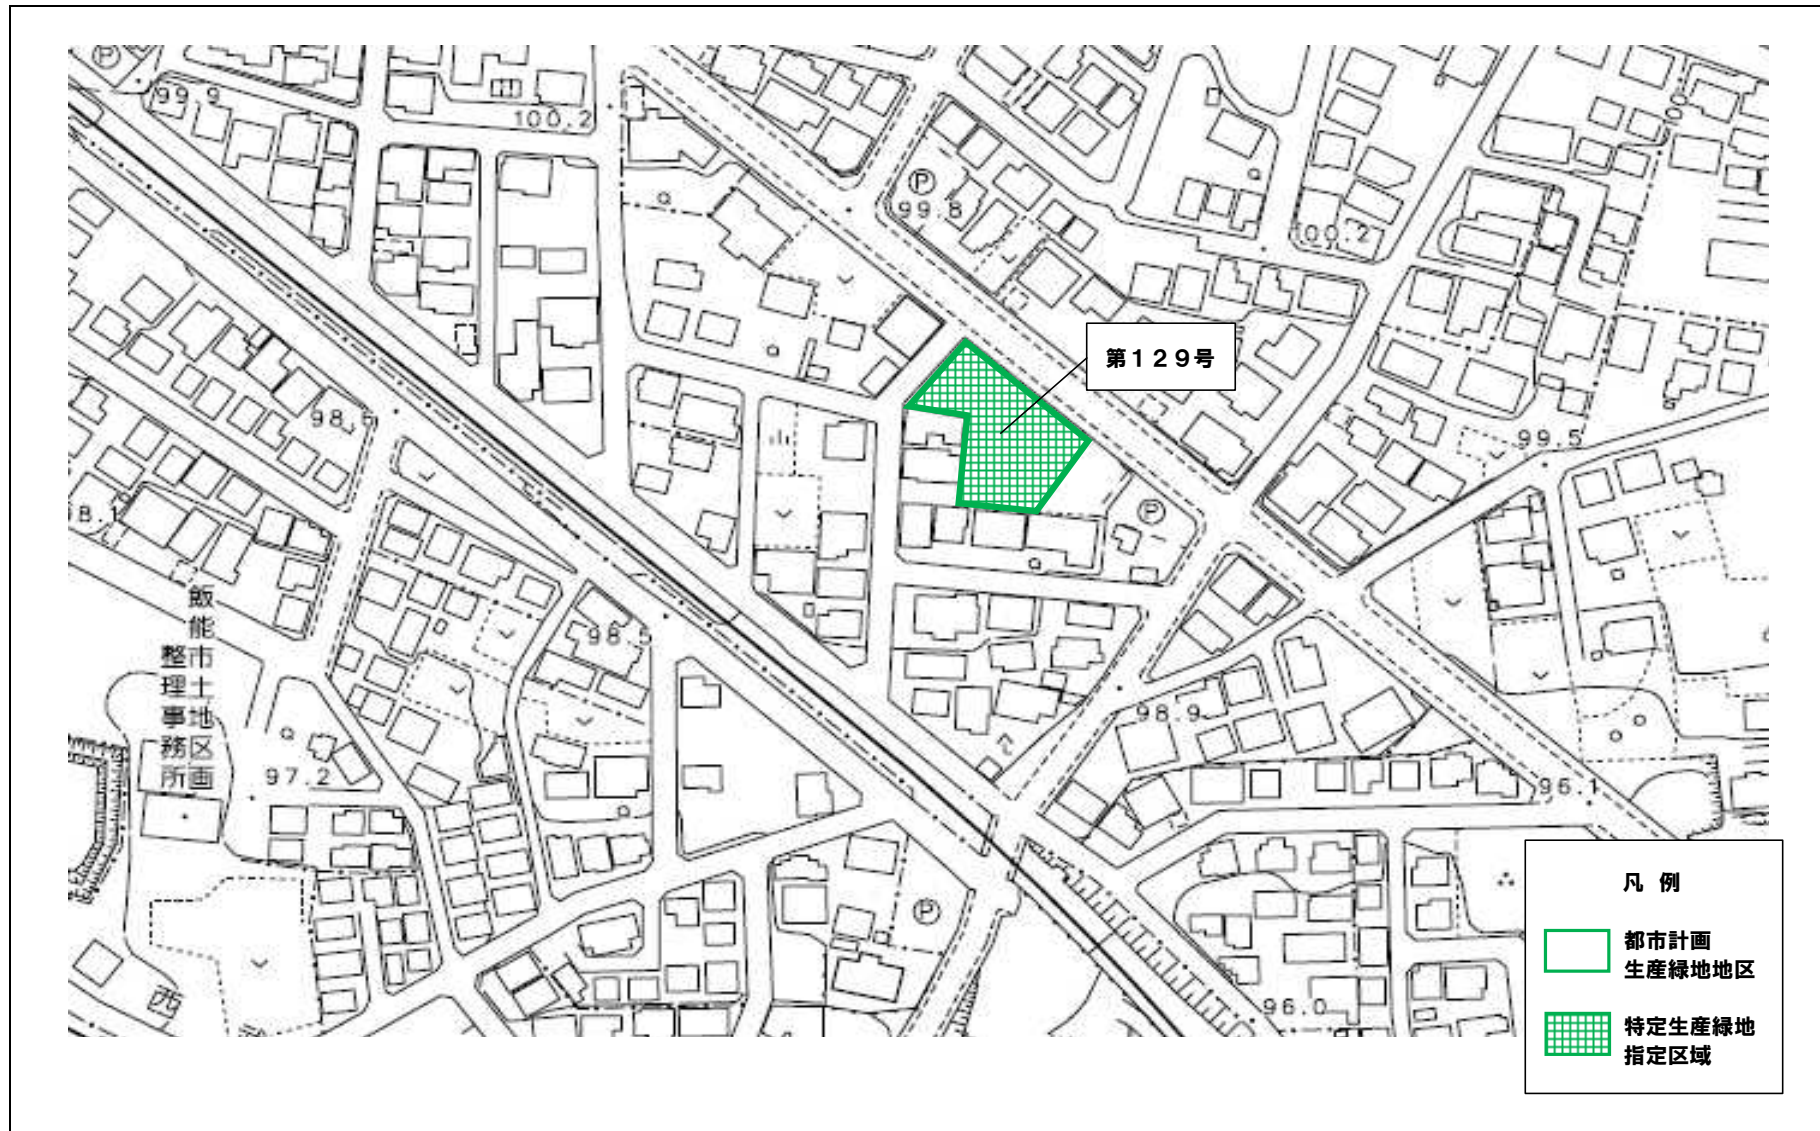 P
99.9
100.2
P
99.8
100.2
第129号
98.5
99.5
98.1
P
飯能市土地区画
整理事務所
98.5
98.9
97.2
96.1
P
西
96.0
凡 例
都市計画
生産緑地地区
特定生産緑地
指定区域